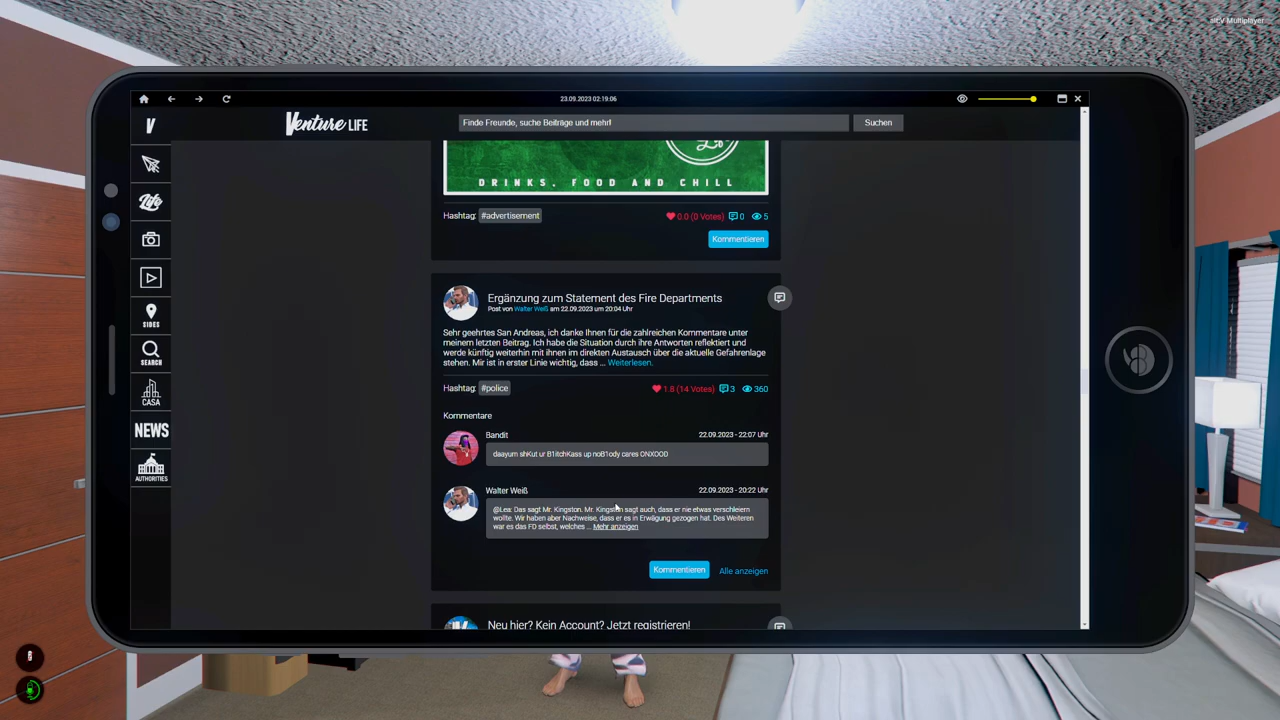 alt:V Multiplayer
23.09.2023 02:19:06
V
Venture LIFE
Finde Freunde, suche Beiträge und mehr!
Suchen
Life
SIDES
SEARCH
CASA
NEWS
AUTHORITIES
DRINKS, FOOD AND CHILL
Hashtag: #advertisement
0.0 (0 Votes) 0 5
Kommentieren
Ergänzung zum Statement des Fire Departments
Post von Walter Weiß am 22.09.2023 um 20:04 Uhr
Sehr geehrtes San Andreas, ich danke Ihnen für die zahlreichen Kommentare unter
meinem letzten Beitrag. Ich habe die Situation durch ihre Antworten reflektiert und
werde künftig weiterhin mit ihnen im direkten Austausch über die aktuelle Gefahrenlage
stehen. Mir ist in erster Linie wichtig, dass ... Weiterlesen.
Hashtag: #police
1.8 (14 Votes) 3 360
Kommentare
Bandit 22.09.2023 - 22:07 Uhr
daayum shKut ur B1itchKass up noB1ody cares ONXOOD
Walter Weiß 22.09.2023 - 20:22 Uhr
@Lea: Das sagt Mr. Kingston. Mr. Kingston sagt auch, dass er nie etwas verschleiern
wollte. Wir haben aber Nachweise, dass er es in Erwägung gezogen hat. Des Weiteren
war es das FD selbst, welches ... Mehr anzeigen
Kommentieren Alle anzeigen
Neu hier? Kein Account? Jetzt registrieren!